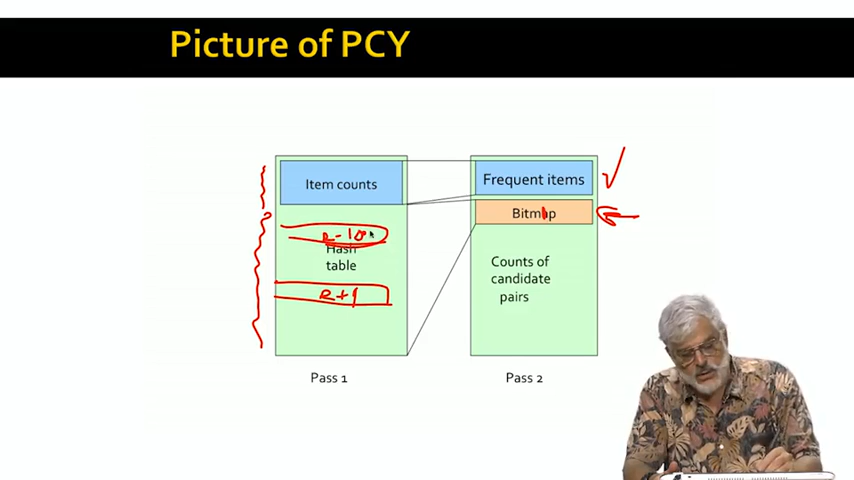 Picture of PCY
Item counts
Hash
table
Pass 1
Frequent items
Bitmap
Counts of
candidate
pairs
Pass 2